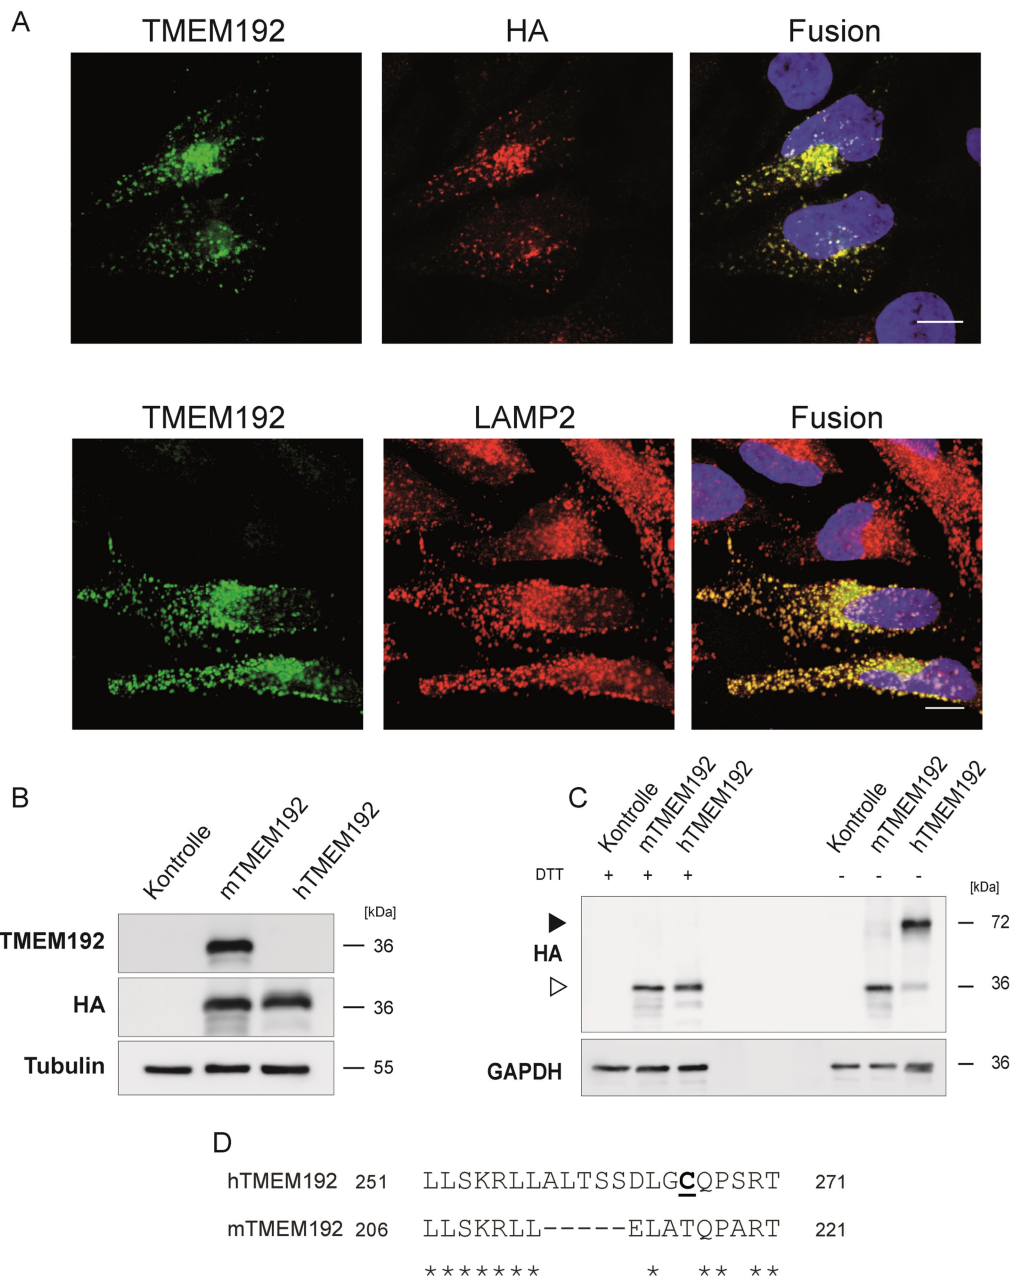 A
TMEM192 HA Fusion
TMEM192 LAMP2 Fusion
B
Kontrolle mTMEM192 hTMEM192
[kDa]
TMEM192 36
HA 36
Tubulin 55
C
Kontrolle mTMEM192 hTMEM192 Kontrolle mTMEM192 hTMEM192
DTT + + + - - -
[kDa]
72
HA
36
GAPDH 36
D
hTMEM192 251 LLSKRLLALTSSDLGCQPSRT 271
mTMEM192 206 LLSKRLL-----ELATQPART 221
******* * ** **